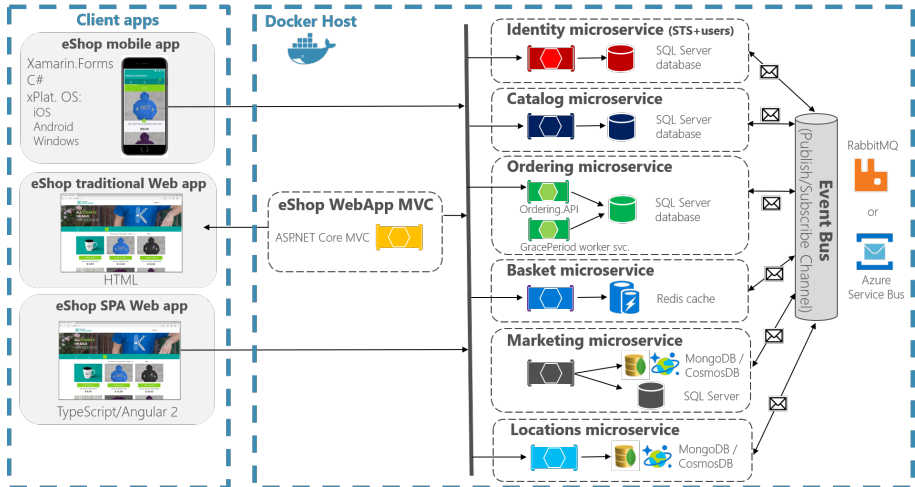 Client apps
eShop mobile app
Xamarin.Forms
C#
xPlat. OS:
iOS
Android
Windows
eShop traditional Web app
HTML
eShop SPA Web app
TypeScript/Angular 2
Docker Host
eShop WebApp MVC
ASP.NET Core MVC
Identity microservice (STS+users)
SQL Server
database
Catalog microservice
SQL Server
database
Ordering microservice
Ordering.API
SQL Server
database
GracePeriod worker svc.
Basket microservice
Redis cache
Marketing microservice
MongoDB /
CosmosDB
SQL Server
Locations microservice
MongoDB /
CosmosDB
Event Bus
(Publish/Subscribe Channel)
RabbitMQ
or
Azure
Service Bus